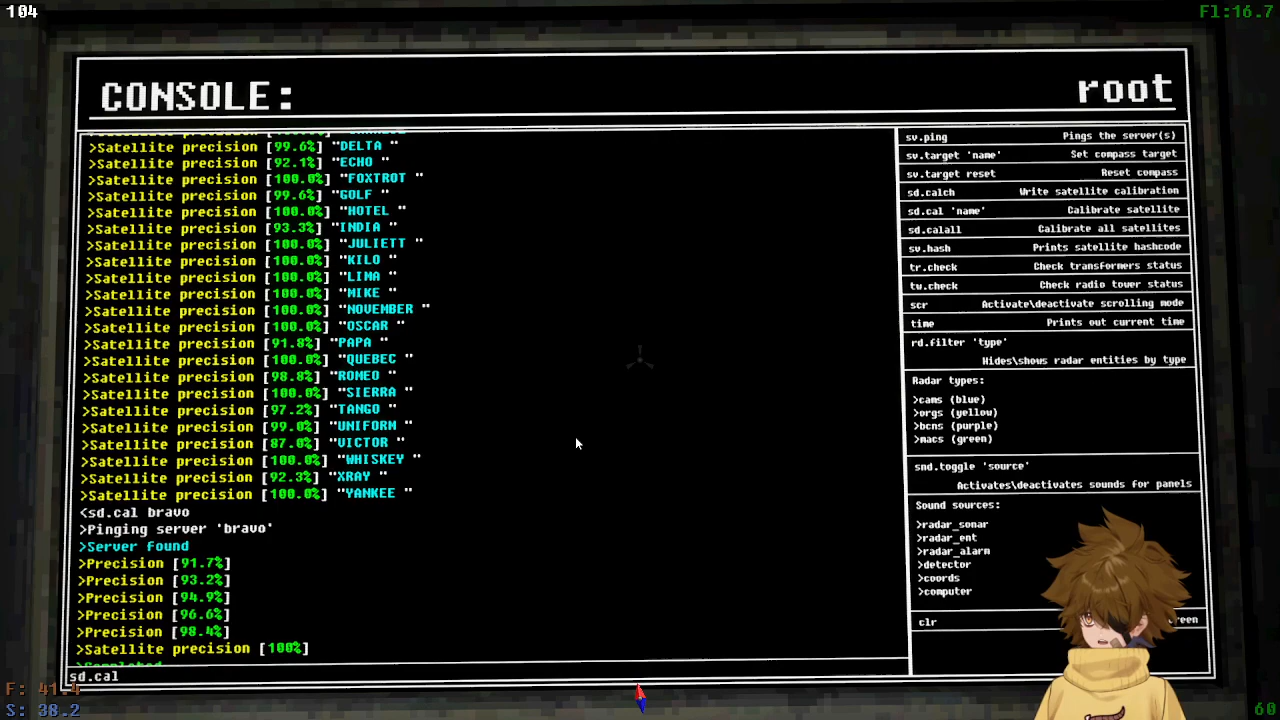 104
Fl:16.7
CONSOLE:
root
>Satellite precision [99.6%] "DELTA "
>Satellite precision [92.1%] "ECHO "
>Satellite precision [100.0%] "FOXTROT "
>Satellite precision [99.6%] "GOLF "
>Satellite precision [100.0%] "HOTEL "
>Satellite precision [93.3%] "INDIA "
>Satellite precision [100.0%] "JULIETT "
>Satellite precision [100.0%] "KILO "
>Satellite precision [100.0%] "LIMA "
>Satellite precision [100.0%] "MIKE "
>Satellite precision [100.0%] "NOVEMBER "
>Satellite precision [100.0%] "OSCAR "
>Satellite precision [91.8%] "PAPA "
>Satellite precision [100.0%] "QUEBEC "
>Satellite precision [98.8%] "ROMEO "
>Satellite precision [100.0%] "SIERRA "
>Satellite precision [97.2%] "TANGO "
>Satellite precision [99.0%] "UNIFORM "
>Satellite precision [87.0%] "VICTOR "
>Satellite precision [100.0%] "WHISKEY "
>Satellite precision [92.3%] "XRAY "
>Satellite precision [100.0%] "YANKEE "
<sd.cal bravo
>Pinging server 'bravo'
>Server found
>Precision [91.7%]
>Precision [93.2%]
>Precision [94.9%]
>Precision [96.6%]
>Precision [98.4%]
>Satellite precision [100%]
sd.cal
sv.ping Pings the server(s)
sv.target 'name' Set compass target
sv.target reset Reset compass
sd.calch Write satellite calibration
sd.cal 'name' Calibrate satellite
sd.calall Calibrate all satellites
sv.hash Prints satellite hashcode
tr.check Check transformers status
tw.check Check radio tower status
scr Activate\deactivate scrolling mode
time Prints out current time
rd.filter 'type'
Hides\shows radar entities by type
Radar types:
>cams (blue)
>orgs (yellow)
>bcns (purple)
>macs (green)
snd.toggle 'source'
Activates\deactivates sounds for panels
Sound sources:
>radar_sonar
>radar_ent
>radar_alarm
>detector
>coords
>computer
clr
F: 41.4
S: 38.2
60